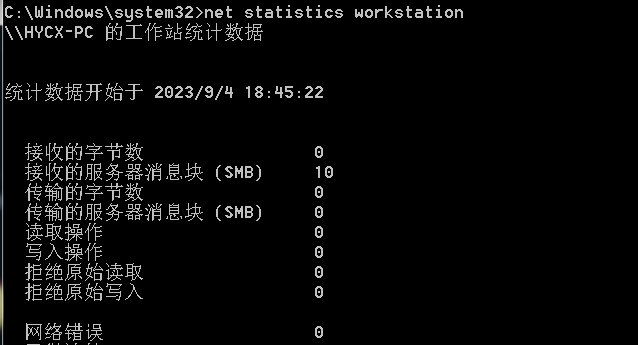 C:\Windows\system32>net statistics workstation
\\HYCX-PC 的工作站统计数据
统计数据开始于 2023/9/4 18:45:22
接收的字节数 0
接收的服务器消息块 (SMB) 10
传输的字节数 0
传输的服务器消息块 (SMB) 0
读取操作 0
写入操作 0
拒绝原始读取 0
拒绝原始写入 0
网络错误 0